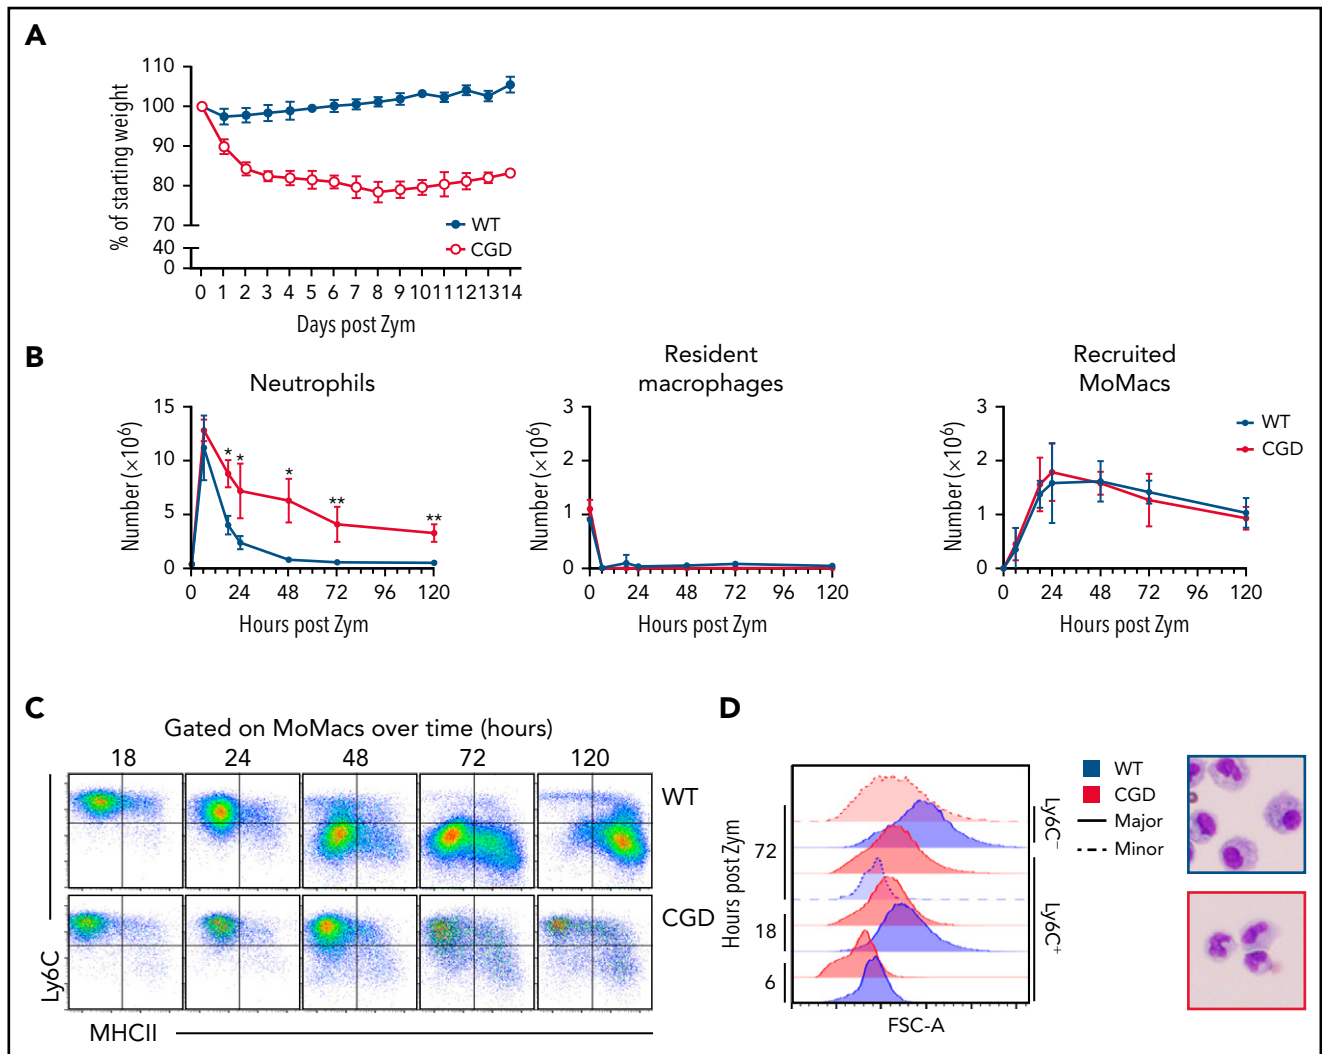 A
110
100
90
80
70
40
0
% of starting weight
WT
CGD
0 1 2 3 4 5 6 7 8 9 10 11 12 13 14
Days post Zym
B
Neutrophils
15
10
5
0
Number (×10⁶)
* * * ** **
0 24 48 72 96 120
Hours post Zym
Resident
macrophages
3
2
1
0
Number (×10⁶)
0 24 48 72 96 120
Hours post Zym
Recruited
MoMacs
3
2
1
0
Number (×10⁶)
WT
CGD
0 24 48 72 96 120
Hours post Zym
C
Gated on MoMacs over time (hours)
18 24 48 72 120
WT
CGD
Ly6C
MHCII
D
Hours post Zym
72
18
6
Ly6C⁻
Ly6C⁺
FSC-A
WT
CGD
Major
Minor